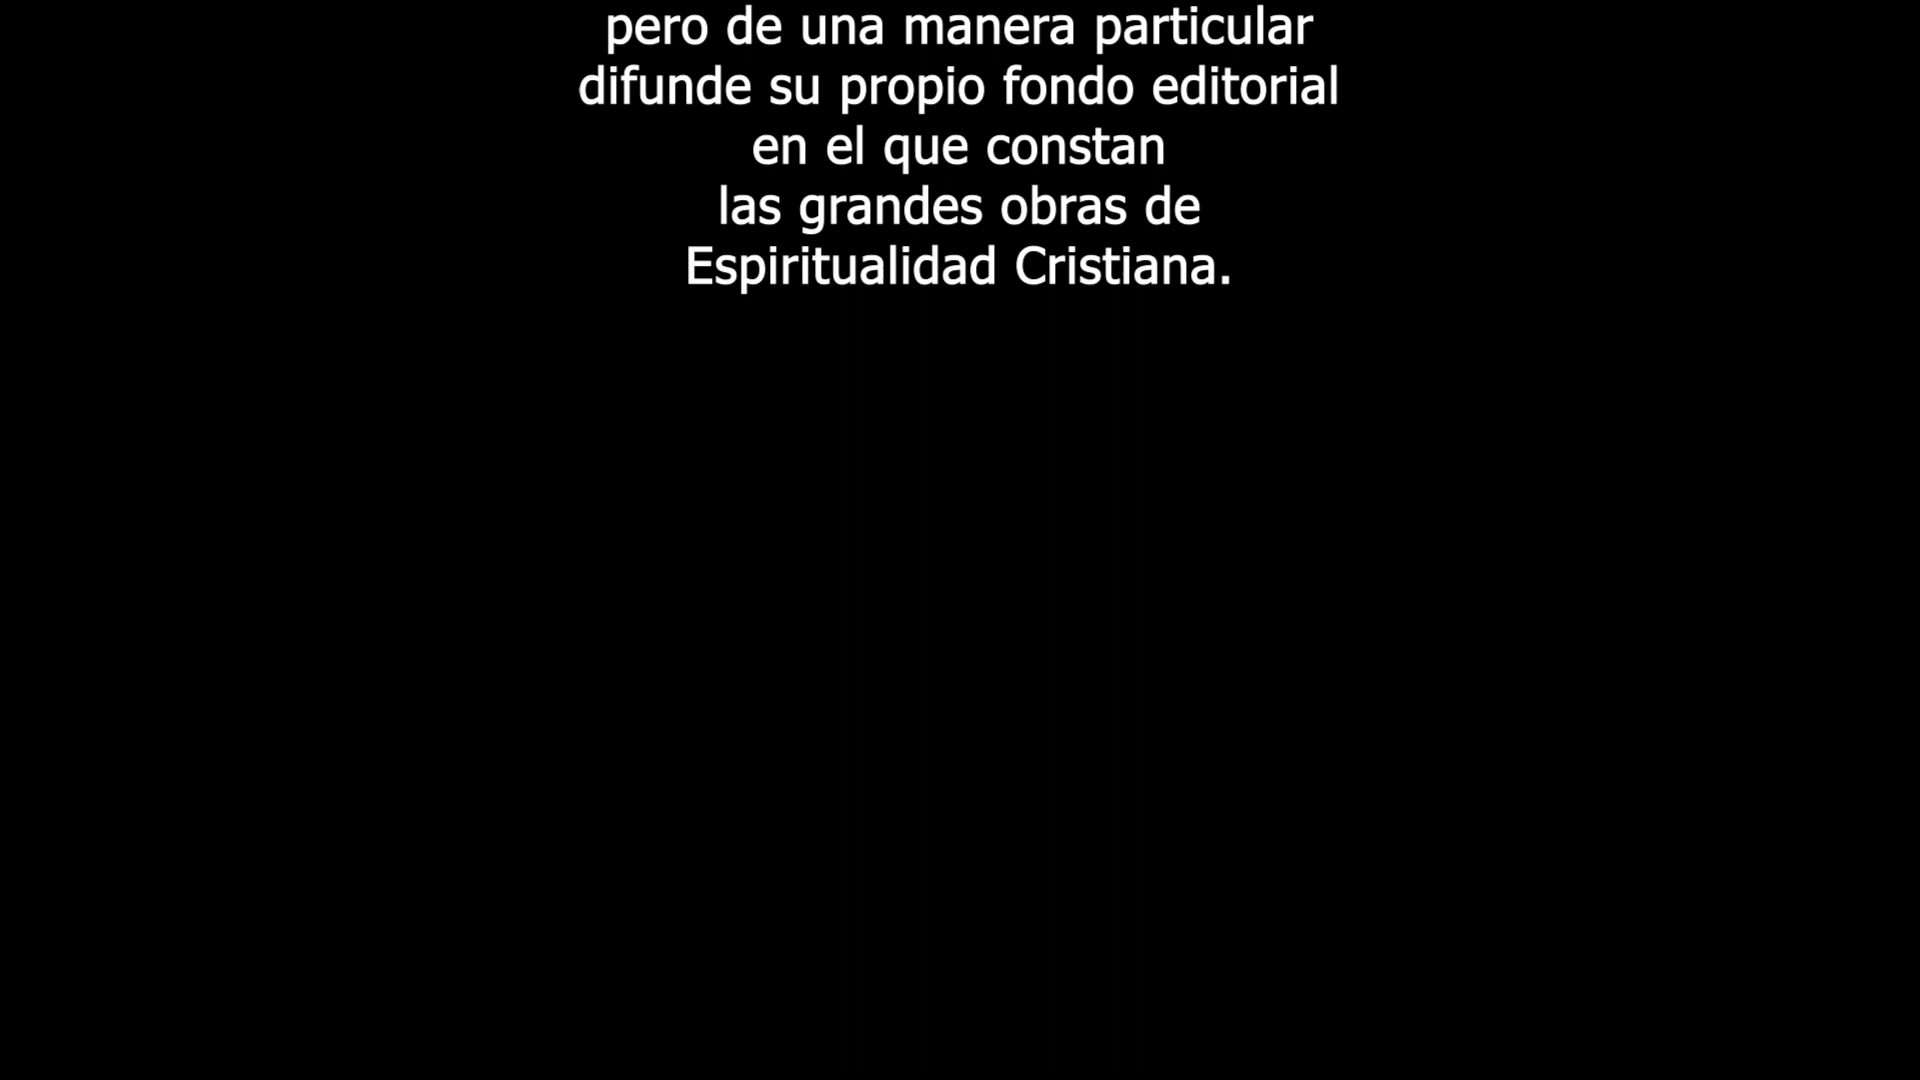 pero de una manera particular
difunde su propio fondo editorial
en el que constan
las grandes obras de
Espiritualidad Cristiana.